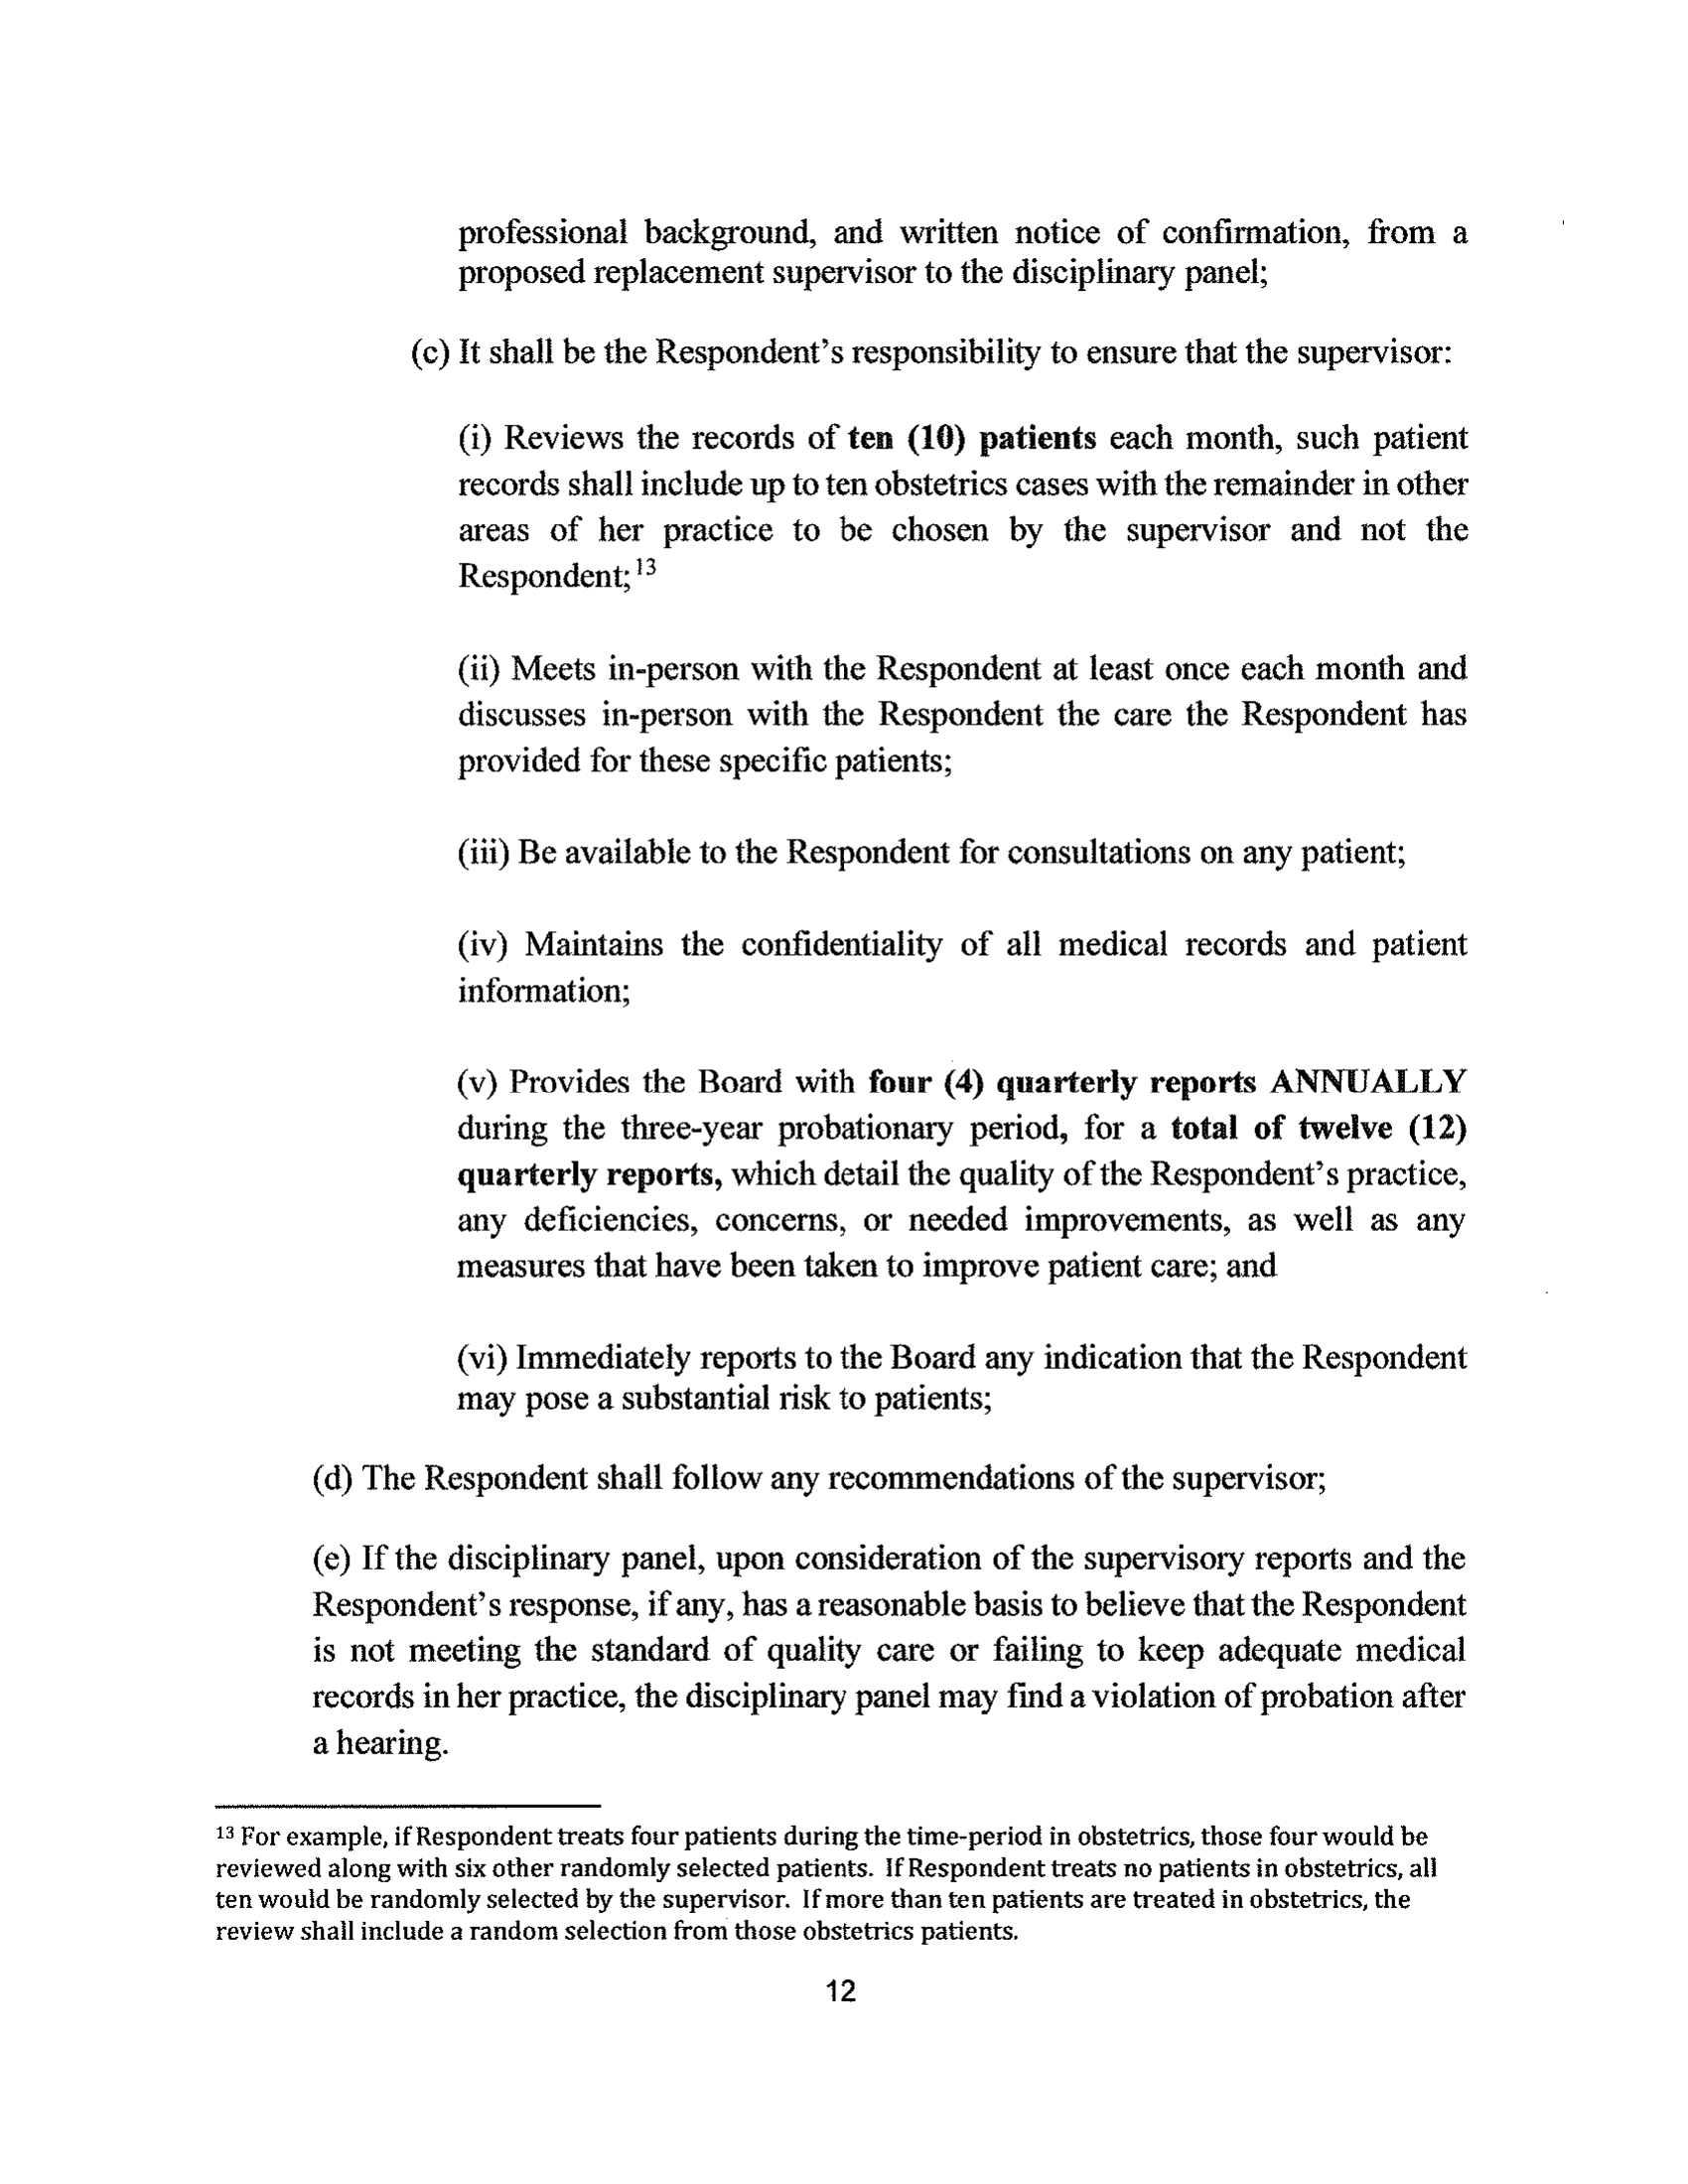 professional background, and written notice of confirmation, from a
proposed replacement supervisor to the disciplinary panel;
(c) It shall be the Respondent's responsibility to ensure that the supervisor:
(i) Reviews the records of ten (10) patients each month, such patient
records shall include up to ten obstetrics cases with the remainder in other
areas of her practice to be chosen by the supervisor and not the
Respondent; 13
(ii) Meets in-person with the Respondent at least once each month and
discusses in-person with the Respondent the care the Respondent has
provided for these specific patients;
(iii) Be available to the Respondent for consultations on any patient;
(iv) Maintains the confidentiality of all medical records and patient
information;
(v) Provides the Board with four (4) quarterly reports ANNUALLY
during the three-year probationary period, for a total of twelve (12)
quarterly reports, which detail the quality of the Respondent's practice,
any deficiencies, concerns, or needed improvements, as well as any
measures that have been taken to improve patient care; and
(vi) Immediately reports to the Board any indication that the Respondent
may pose a substantial risk to patients;
(d) The Respondent shall follow any recommendations of the supervisor;
(e) If the disciplinary panel, upon consideration of the supervisory reports and the
Respondent's response, if any, has a reasonable basis to believe that the Respondent
is not meeting the standard of quality care or failing to keep adequate medical
records in her practice, the disciplinary panel may find a violation of probation after
a hearing.
13 For example, if Respondent treats four patients during the time-period in obstetrics, those four would be
reviewed along with six other randomly selected patients. If Respondent treats no patients in obstetrics, all
ten would be randomly selected by the supervisor. If more than ten patients are treated in obstetrics, the
review shall include a random selection from those obstetrics patients.
12